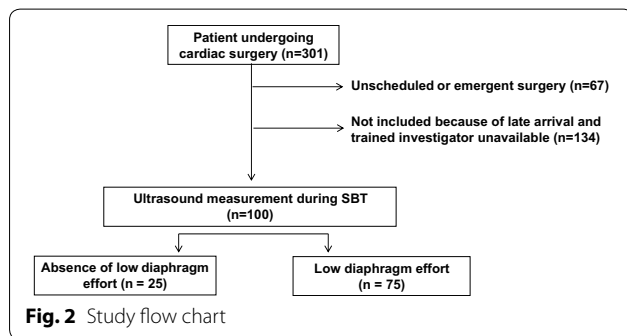 Patient undergoing
cardiac surgery (n=301)
Unscheduled or emergent surgery (n=67)
Not included because of late arrival and
trained investigator unavailable (n=134)
Ultrasound measurement during SBT
(n=100)
Absence of low diaphragm
effort (n = 25)
Low diaphragm effort
(n = 75)
Fig. 2 Study flow chart